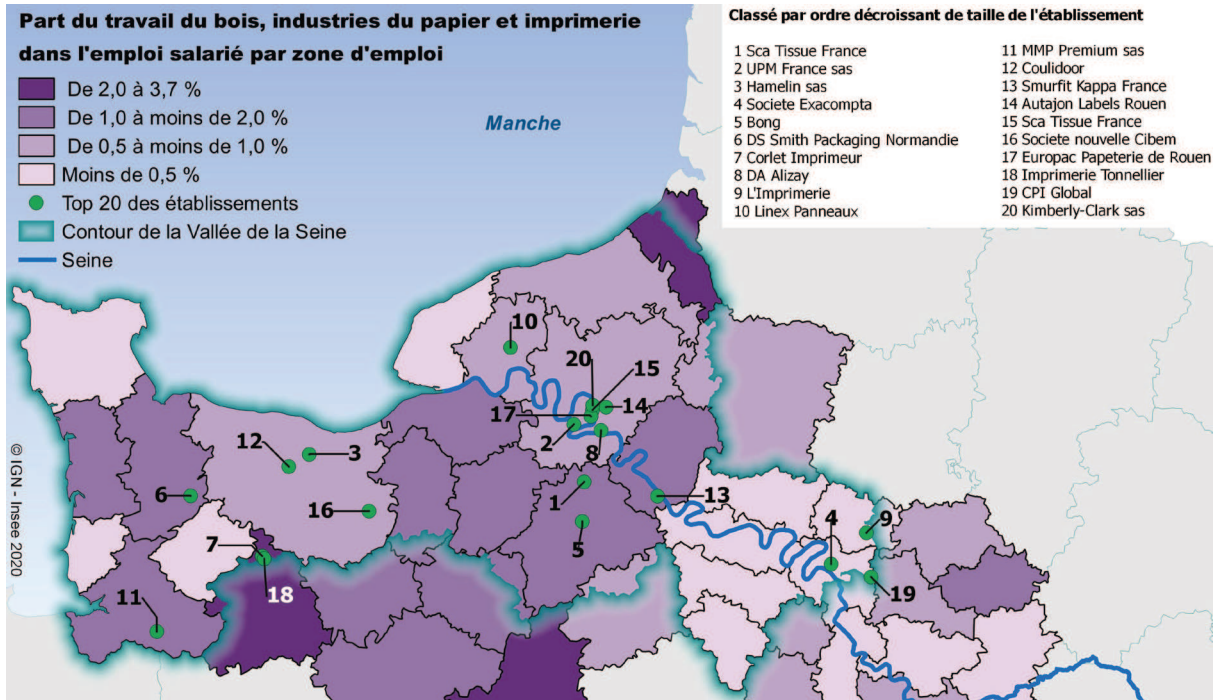 Part du travail du bois, industries du papier et imprimerie
dans l'emploi salarié par zone d'emploi
De 2,0 à 3,7 %
De 1,0 à moins de 2,0 %
De 0,5 à moins de 1,0 %
Moins de 0,5 %
Top 20 des établissements
Contour de la Vallée de la Seine
Seine
Manche
Classé par ordre décroissant de taille de l'établissement
1 Sca Tissue France
2 UPM France sas
3 Hamelin sas
4 Societe Exacompta
5 Bong
6 DS Smith Packaging Normandie
7 Corlet Imprimeur
8 DA Alizay
9 L'Imprimerie
10 Linex Panneaux
11 MMP Premium sas
12 Coulidoor
13 Smurfit Kappa France
14 Autajon Labels Rouen
15 Sca Tissue France
16 Societe nouvelle Cibem
17 Europac Papeterie de Rouen
18 Imprimerie Tonnellier
19 CPI Global
20 Kimberly-Clark sas
10
20
15
17
14
2
8
12
3
6
16
1
13
5
4
9
7
18
19
11
© IGN - Insee 2020